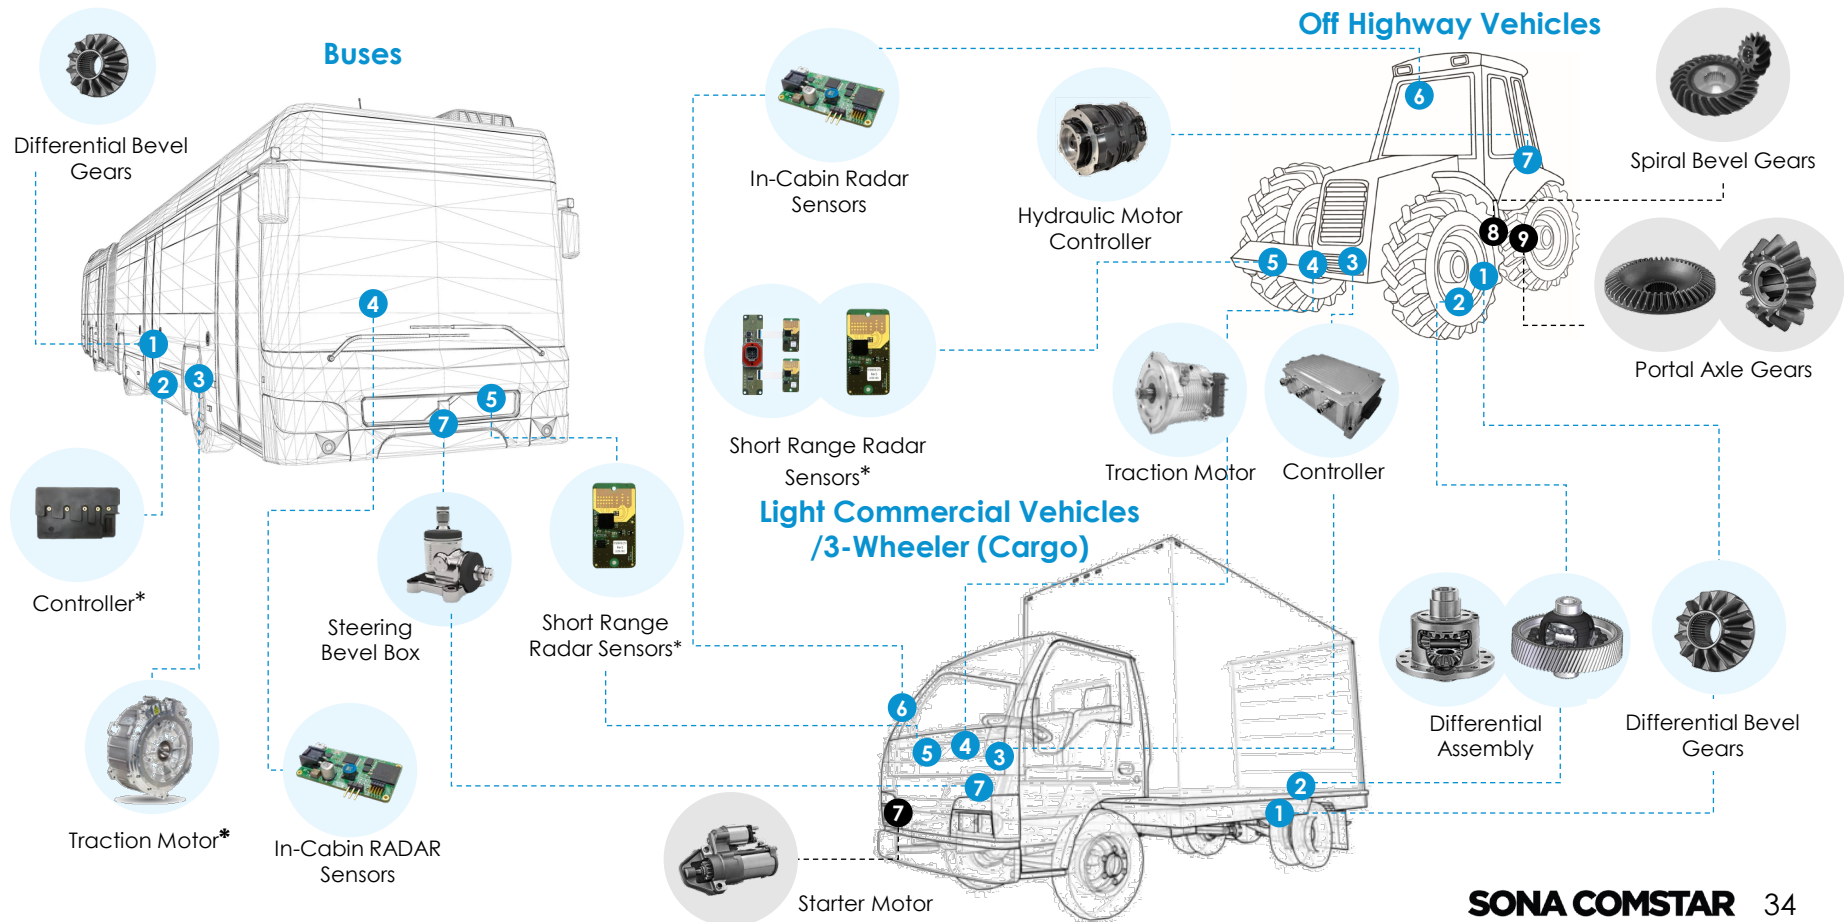 Buses
Off Highway Vehicles
Differential Bevel
Gears
In-Cabin Radar
Sensors
Hydraulic Motor
Controller
Spiral Bevel Gears
Portal Axle Gears
6
7
8
9
5
4
3
1
2
4
1
2
3
5
7
Short Range Radar
Sensors*
Traction Motor
Controller
Light Commercial Vehicles
/3-Wheeler (Cargo)
Controller*
Steering
Bevel Box
Short Range
Radar Sensors*
Differential
Assembly
Differential Bevel
Gears
6
5
4
3
7
7
2
1
Traction Motor*
In-Cabin RADAR
Sensors
Starter Motor
SONA COMSTAR 34